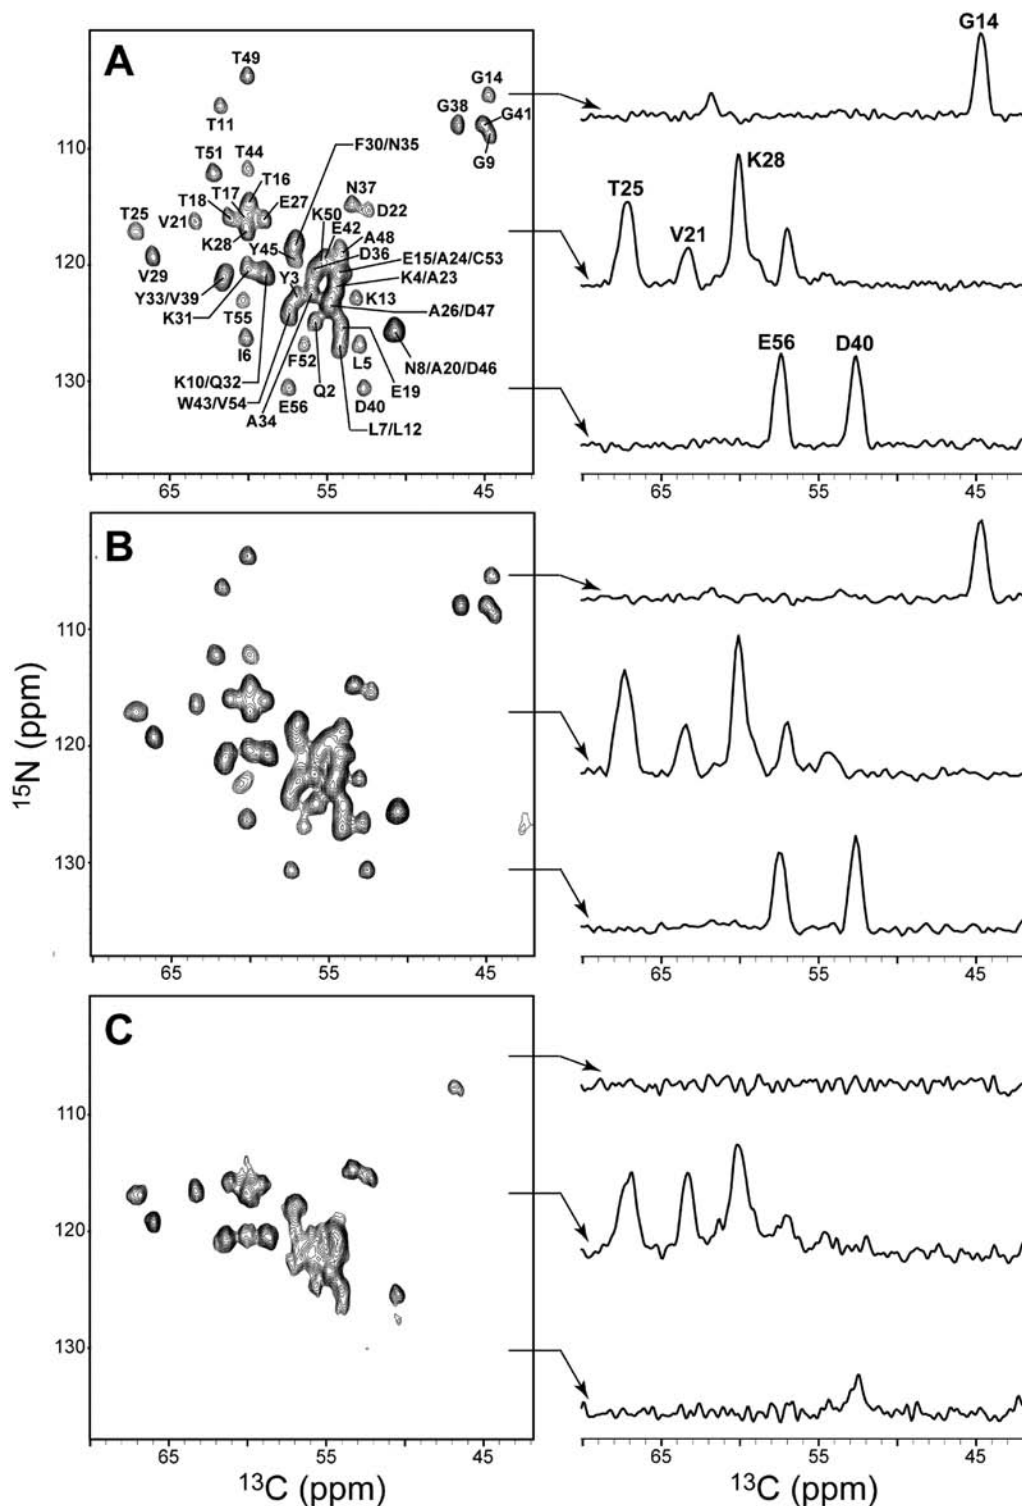 A
T49
G14
T11
G38
G41
110
F30/N35
G9
T51
T44
T16
N37
T17
T18
E27
K50
D22
T25
V21
E42
A48
K28
Y45
D36
120
V29
Y3
E15/A24/C53
K4/A23
Y33/V39
K13
K31
T55
A26/D47
I6
F52
L5
N8/A20/D46
130
K10/Q32
Q2
E19
W43/V54
E56
D40
A34
L7/L12
65
55
45
G14
K28
T25
V21
E56
D40
65
55
45
B
110
120
130
65
55
45
65
55
45
15N (ppm)
C
110
120
130
65
55
45
65
55
45
13C (ppm)
13C (ppm)